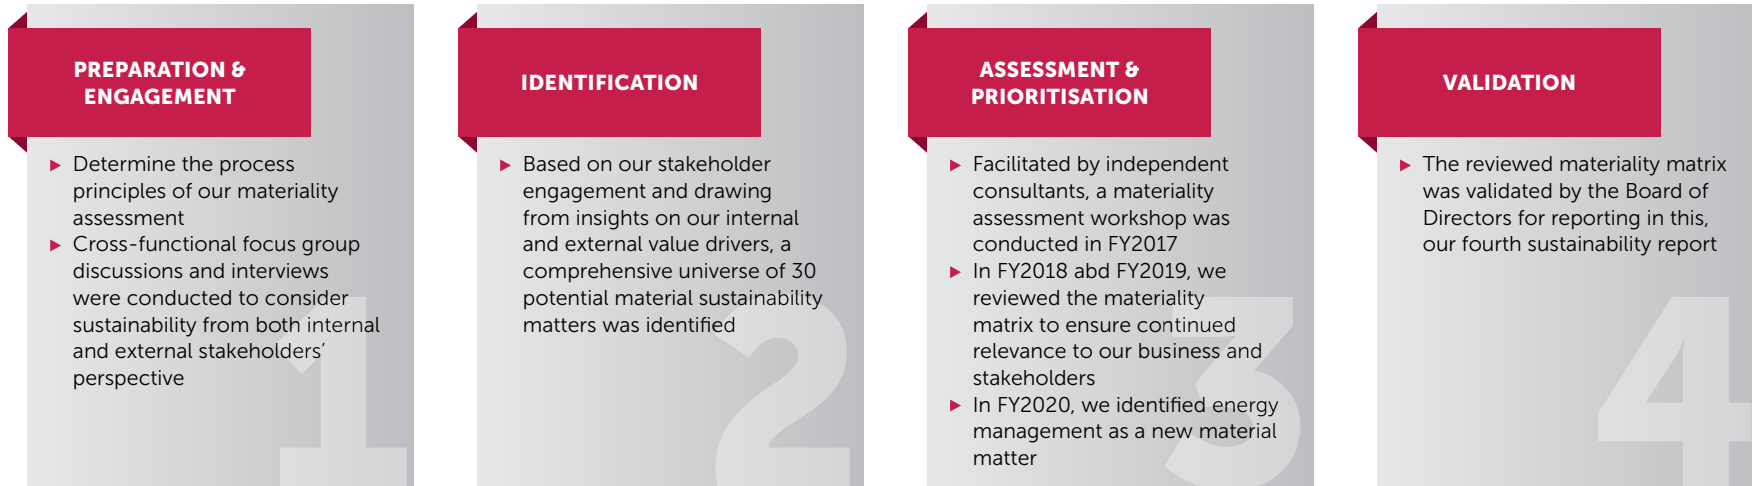 PREPARATION &
ENGAGEMENT
▶ Determine the process
principles of our materiality
assessment
▶ Cross-functional focus group
discussions and interviews
were conducted to consider
sustainability from both internal
and external stakeholders’
perspective
1
IDENTIFICATION
▶ Based on our stakeholder
engagement and drawing
from insights on our internal
and external value drivers, a
comprehensive universe of 30
potential material sustainability
matters was identified
2
ASSESSMENT &
PRIORITISATION
▶ Facilitated by independent
consultants, a materiality
assessment workshop was
conducted in FY2017
▶ In FY2018 abd FY2019, we
reviewed the materiality
matrix to ensure continued
relevance to our business and
stakeholders
▶ In FY2020, we identified energy
management as a new material
matter
3
VALIDATION
▶ The reviewed materiality matrix
was validated by the Board of
Directors for reporting in this,
our fourth sustainability report
4